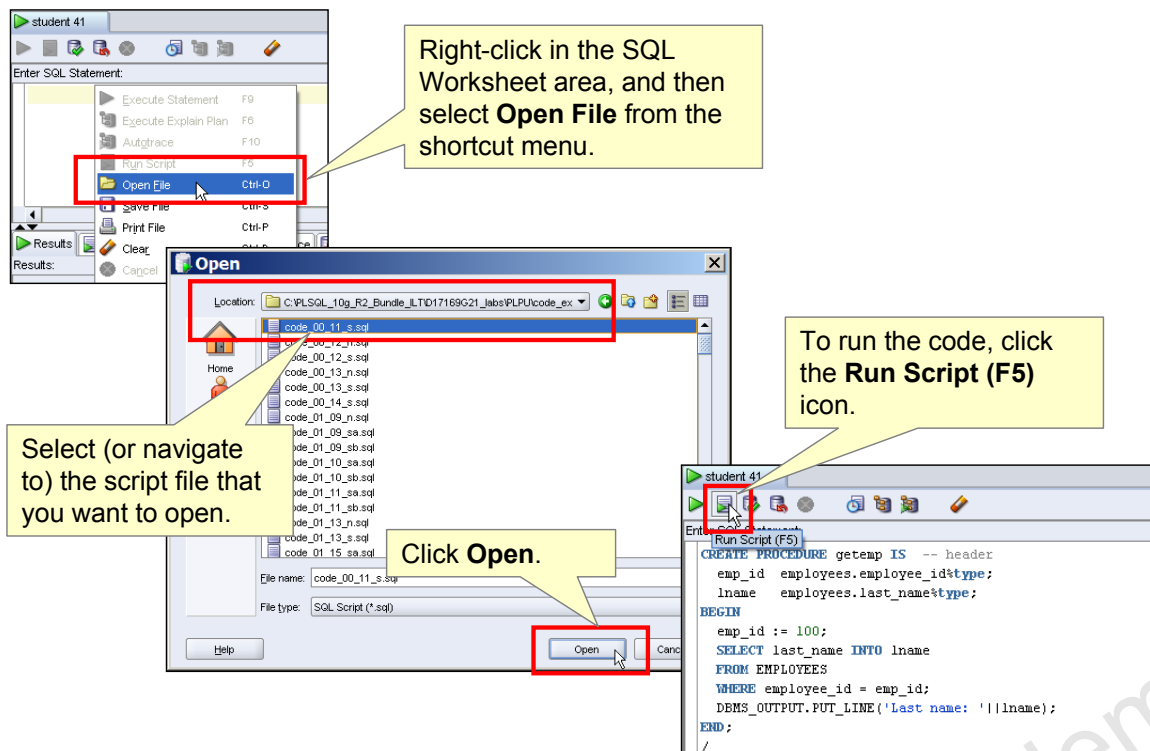 student 41
Enter SQL Statement:
Execute Statement F9
Execute Explain Plan F6
Autotrace F10
Run Script F5
Open File Ctrl-O
Save File Ctrl-S
Print File Ctrl-P
Clear
Cancel
Results
Results:
Right-click in the SQL
Worksheet area, and then
select Open File from the
shortcut menu.
Open
Location: C:\PLSQL_10g_R2_Bundle_ILT\D17169G21_labs\PLPU\code_ex
Home
code_00_11_s.sql
code_00_12_n.sql
code_00_12_s.sql
code_00_13_n.sql
code_00_13_s.sql
code_00_14_s.sql
code_01_09_n.sql
code_01_09_sa.sql
code_01_09_sb.sql
code_01_10_sa.sql
code_01_10_sb.sql
code_01_11_sa.sql
code_01_11_sb.sql
code_01_13_n.sql
code_01_13_s.sql
code_01_15_sa.sql
File name: code_00_11_s.sql
File type: SQL Script (*.sql)
Help
Open
Select (or navigate
to) the script file that
you want to open.
Click Open.
To run the code, click
the Run Script (F5)
icon.
student 41
Run Script (F5)
CREATE PROCEDURE getemp IS -- header
emp_id employees.employee_id%type;
lname employees.last_name%type;
BEGIN
emp_id := 100;
SELECT last_name INTO lname
FROM EMPLOYEES
WHERE employee_id = emp_id;
DBMS_OUTPUT.PUT_LINE('Last name: '||lname);
END;
/